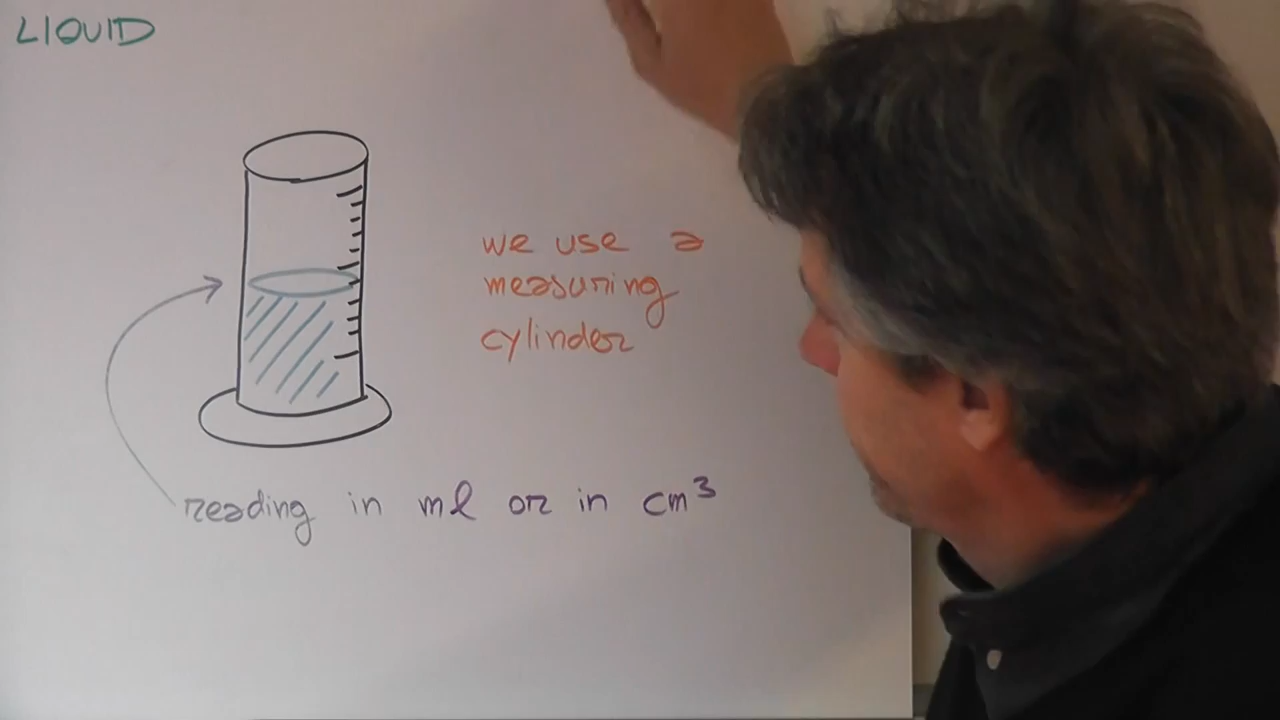 LIQUID
we use a
measuring
cylinder
reading in ml or in cm³